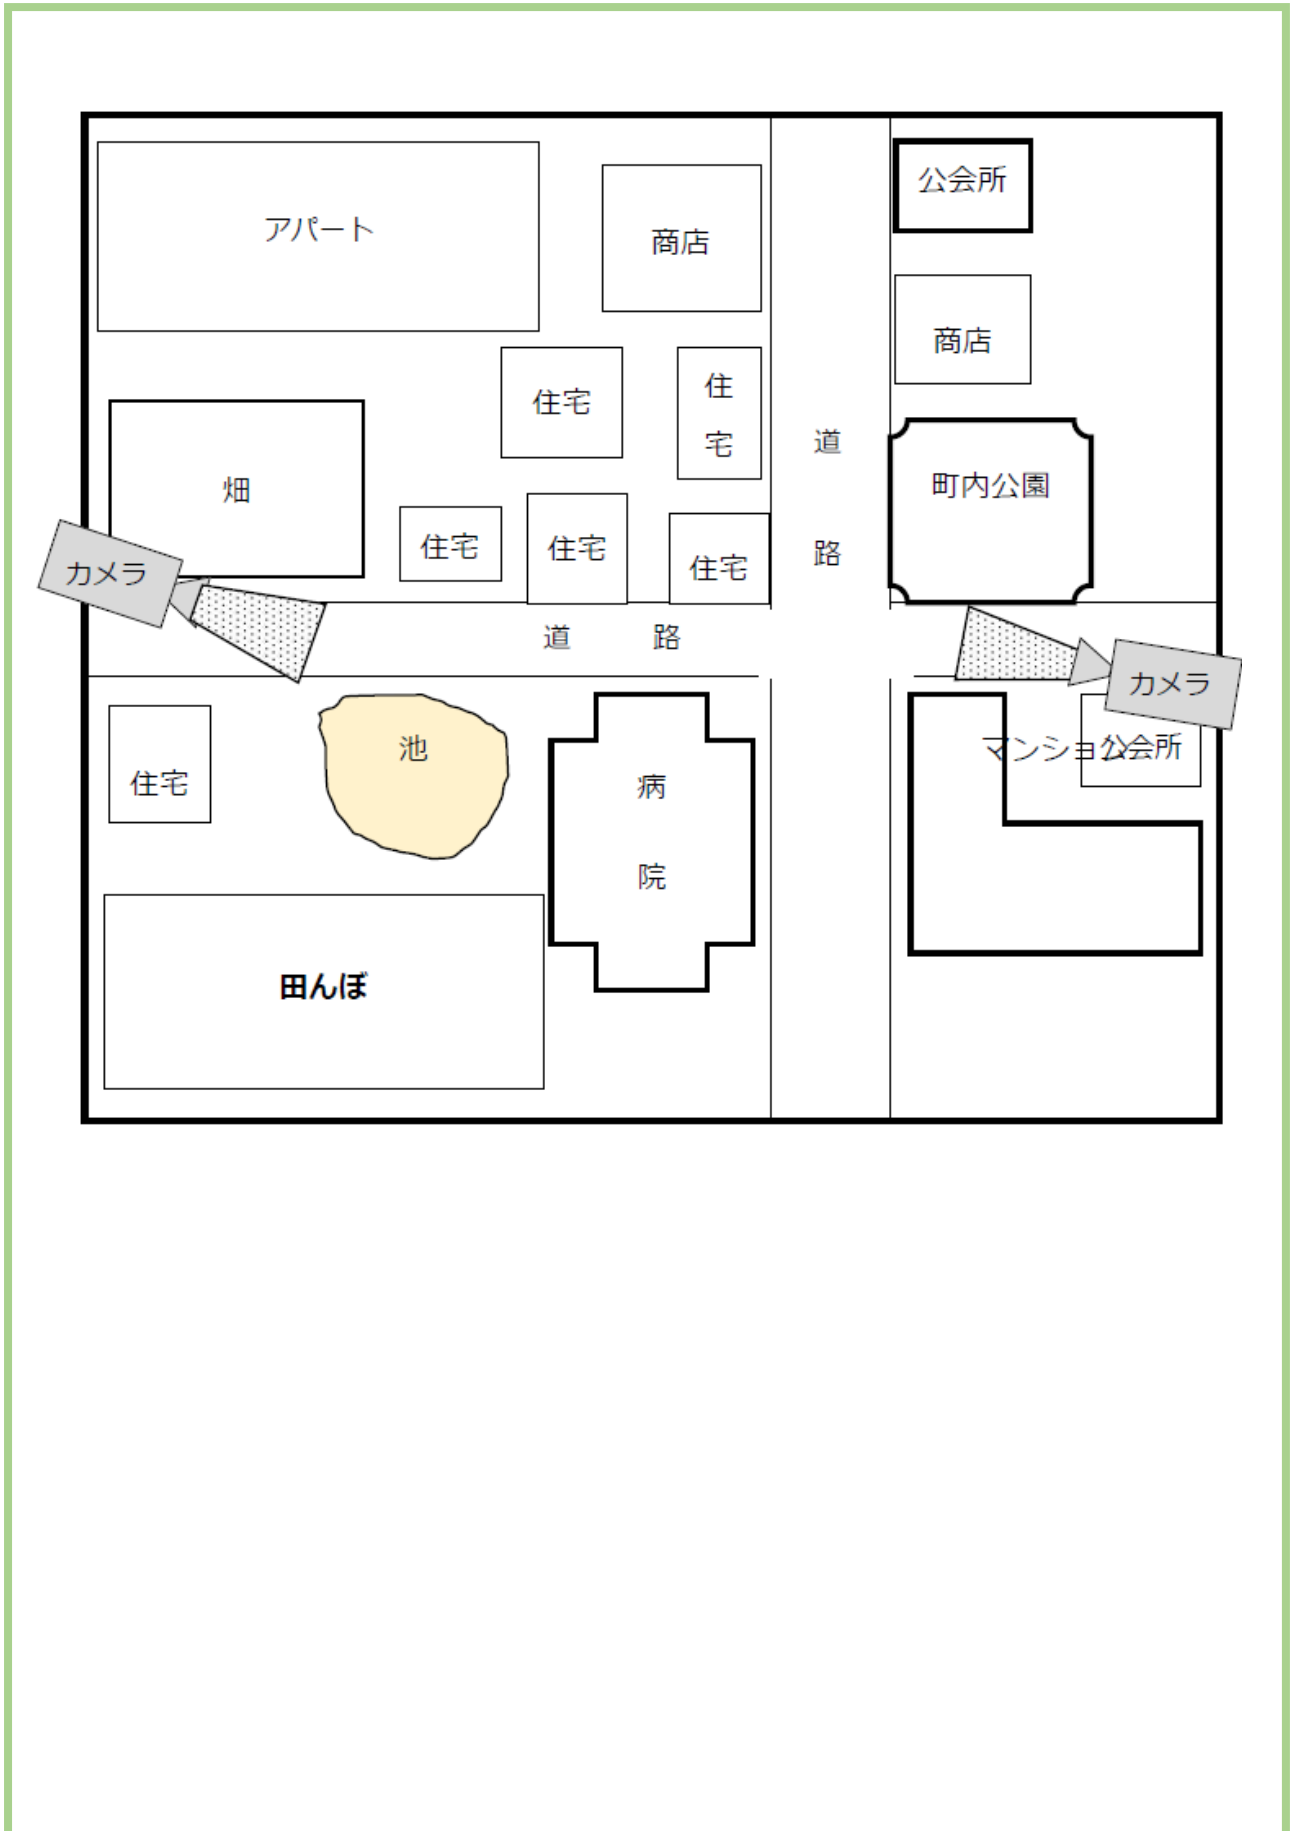 アパート
商店
公会所
商店
住宅
住
宅
畑
道
路
町内公園
住宅
住宅
住宅
カメラ
道 路
カメラ
住宅
池
病
院
マンション
公会所
田んぼ